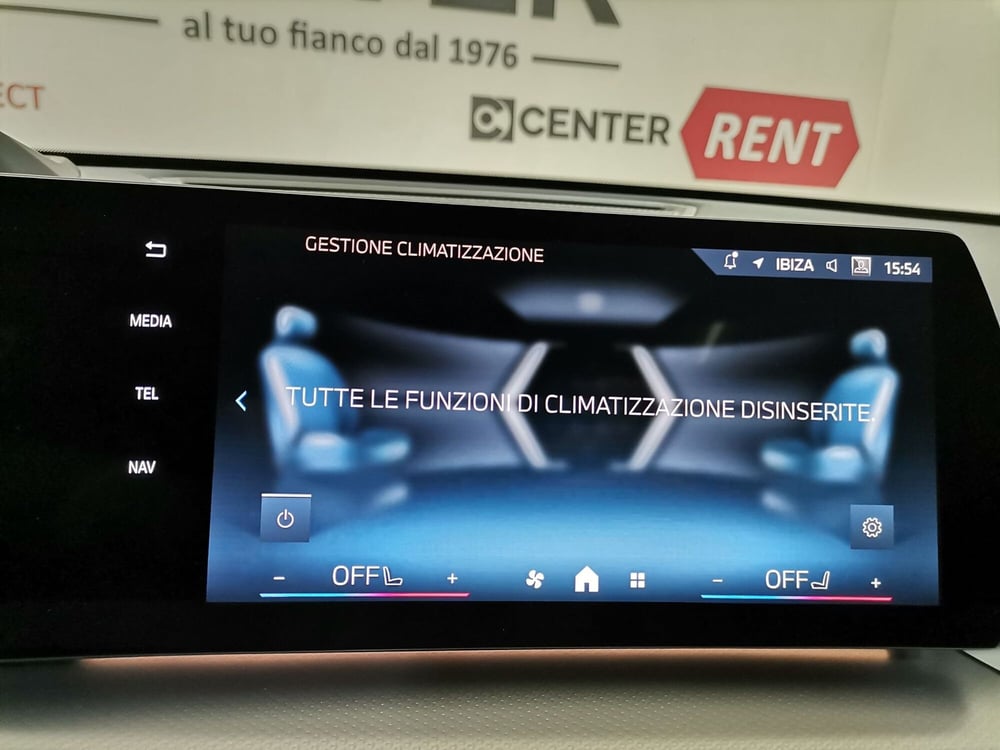 al tuo fianco dal 1976
ECT
CENTER RENT
GESTIONE CLIMATIZZAZIONE
IBIZA 15:54
MEDIA
TEL
NAV
TUTTE LE FUNZIONI DI CLIMATIZZAZIONE DISINSERITE.
- OFF + - OFF +